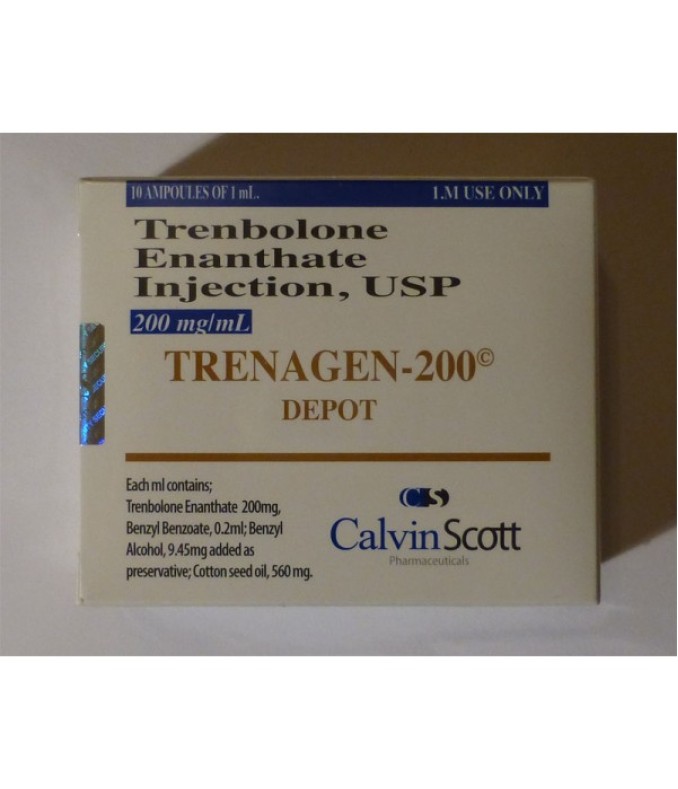 10 AMPOULES OF 1 mL. I.M USE ONLY
Trenbolone
Enanthate
Injection, USP
200 mg/mL
TRENAGEN-200©
DEPOT
Each ml contains;
Trenbolone Enanthate 200mg,
Benzyl Benzoate, 0.2ml; Benzyl
Alcohol, 9.45mg added as
preservative; Cotton seed oil, 560 mg.
CS
CalvinScott
Pharmaceuticals